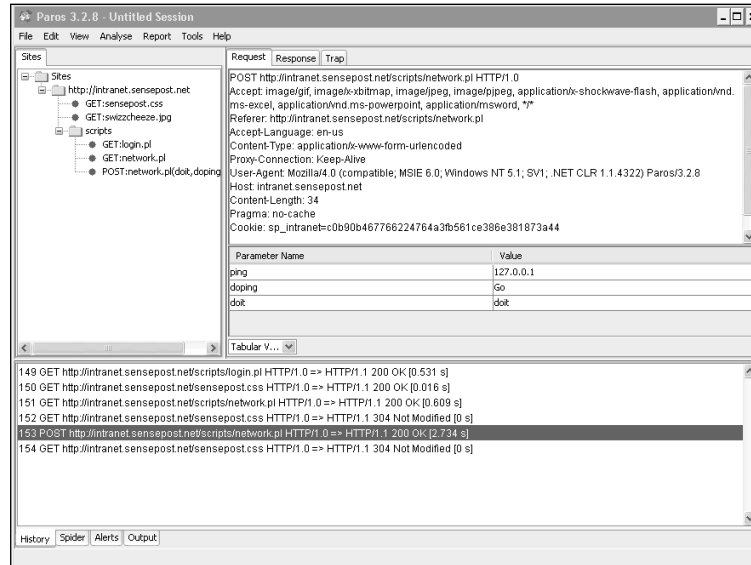 Paros 3.2.8 - Untitled Session
File Edit View Analyse Report Tools Help
Sites
Sites
http://intranet.sensepost.net
GET:sensepost.css
GET:swizzcheeze.jpg
scripts
GET:login.pl
GET:network.pl
POST:network.pl(doit,doping
Request Response Trap
POST http://intranet.sensepost.net/scripts/network.pl HTTP/1.0
Accept: image/gif, image/x-xbitmap, image/jpeg, image/pjpeg, application/x-shockwave-flash, application/vnd.
ms-excel, application/vnd.ms-powerpoint, application/msword, */*
Referer: http://intranet.sensepost.net/scripts/network.pl
Accept-Language: en-us
Content-Type: application/x-www-form-urlencoded
Proxy-Connection: Keep-Alive
User-Agent: Mozilla/4.0 (compatible; MSIE 6.0; Windows NT 5.1; SV1; .NET CLR 1.1.4322) Paros/3.2.8
Host: intranet.sensepost.net
Content-Length: 34
Pragma: no-cache
Cookie: sp_intranet=c0b90b467766224764a3fb561ce386e381873a44
Parameter Name Value
ping 127.0.0.1
doping Go
doit doit
Tabular V...
149 GET http://intranet.sensepost.net/scripts/login.pl HTTP/1.0 => HTTP/1.1 200 OK [0.531 s]
150 GET http://intranet.sensepost.net/sensepost.css HTTP/1.0 => HTTP/1.1 200 OK [0.016 s]
151 GET http://intranet.sensepost.net/scripts/network.pl HTTP/1.0 => HTTP/1.1 200 OK [0.609 s]
152 GET http://intranet.sensepost.net/sensepost.css HTTP/1.0 => HTTP/1.1 304 Not Modified [0 s]
153 POST http://intranet.sensepost.net/scripts/network.pl HTTP/1.0 => HTTP/1.1 200 OK [2.734 s]
154 GET http://intranet.sensepost.net/sensepost.css HTTP/1.0 => HTTP/1.1 304 Not Modified [0 s]
History Spider Alerts Output